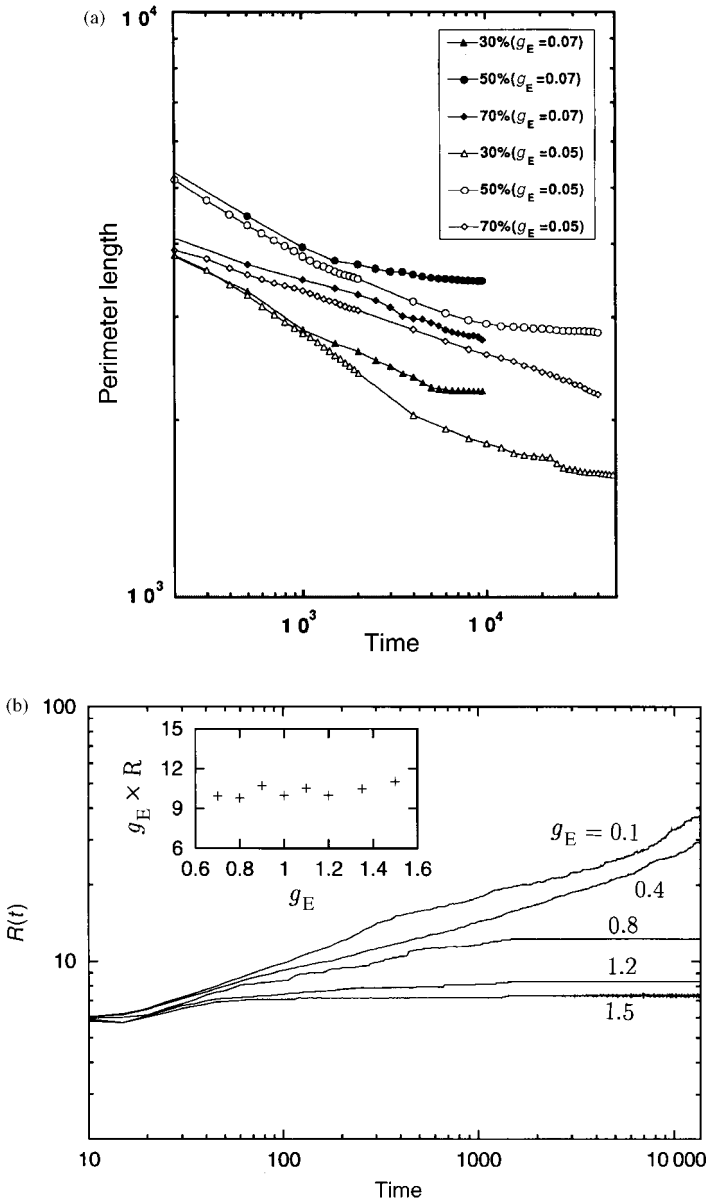 (a)
10^4
30%(g_E=0.07)
50%(g_E=0.07)
70%(g_E=0.07)
30%(g_E=0.05)
50%(g_E=0.05)
70%(g_E=0.05)
Perimeter length
10^3
10^3
10^4
Time
(b)
100
15
12
9
6
g_E × R
0.6 0.8 1 1.2 1.4 1.6
g_E
g_E = 0.1
0.4
0.8
1.2
1.5
R(t)
10
10 100 1000 10 000
Time